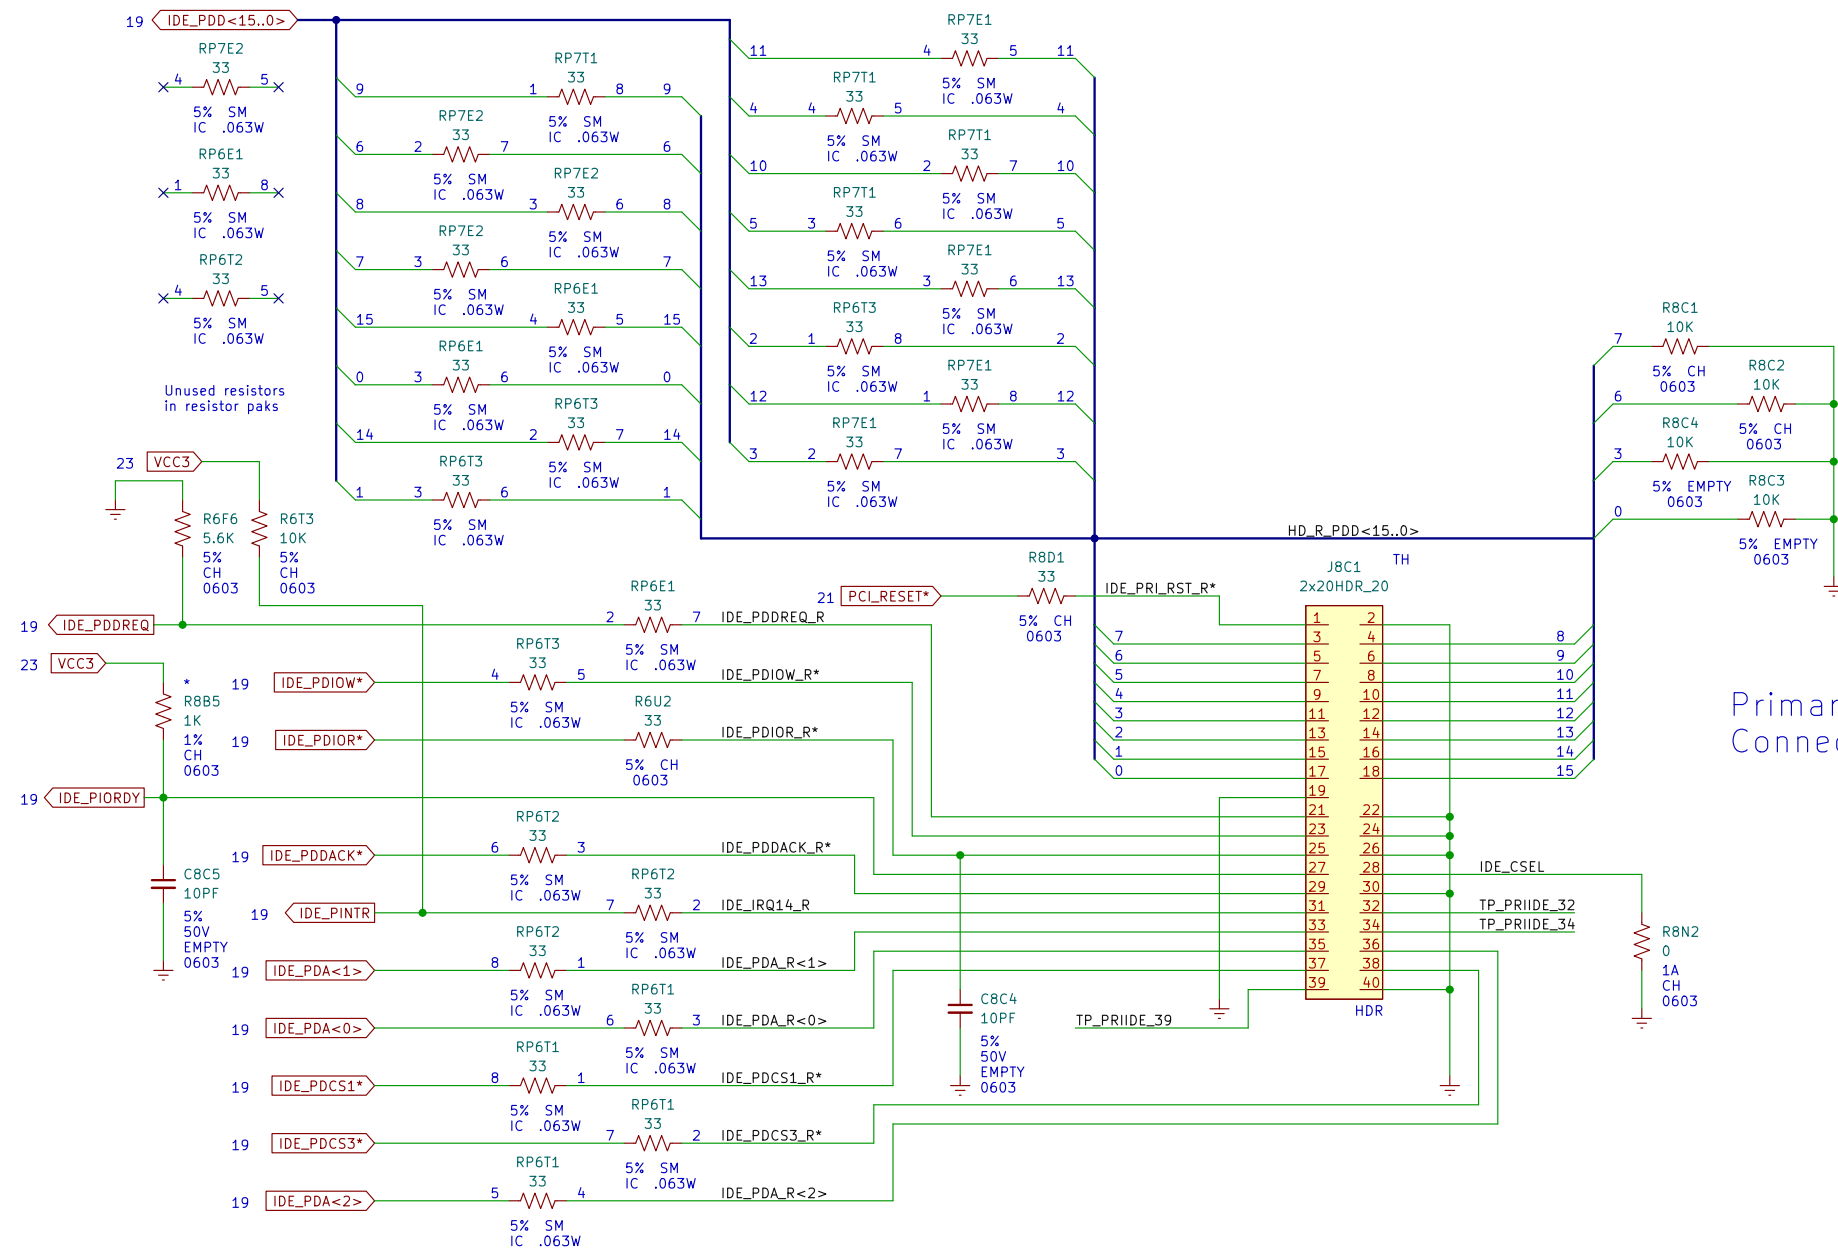 19 IDE_PDD<15..0>
RP7E2
33
4 5
5% SM
IC .063W
RP6E1
33
1 8
5% SM
IC .063W
RP6T2
33
4 5
5% SM
IC .063W
Unused resistors
in resistor paks
RP7T1
33
9 1 8 9
5% SM
IC .063W
RP7E2
33
6 2 7 6
5% SM
IC .063W
RP7E2
33
8 3 6 8
5% SM
IC .063W
RP7E2
33
7 3 6 7
5% SM
IC .063W
RP6E1
33
15 4 5 15
5% SM
IC .063W
RP6E1
33
0 3 6 0
5% SM
IC .063W
RP6T3
33
14 2 7 14
5% SM
IC .063W
RP6T3
33
1 3 6 1
5% SM
IC .063W
RP7E1
33
11 4 5 11
5% SM
IC .063W
RP7T1
33
4 4 5 4
5% SM
IC .063W
RP7T1
33
10 2 7 10
5% SM
IC .063W
RP7T1
33
5 3 6 5
5% SM
IC .063W
RP7E1
33
13 3 6 13
5% SM
IC .063W
RP6T3
33
2 1 8 2
5% SM
IC .063W
RP7E1
33
12 1 8 12
5% SM
IC .063W
RP7E1
33
3 2 7 3
5% SM
IC .063W
R8C1
10K
7
5% CH
0603
R8C2
10K
6
5% CH
0603
R8C4
10K
3
5% EMPTY
0603
R8C3
10K
0
5% EMPTY
0603
HD_R_PDD<15..0>
23 VCC3
R6F6
5.6K
5%
CH
0603
R6T3
10K
5%
CH
0603
19 IDE_PDDREQ
RP6E1
33
2 7 IDE_PDDREQ_R
5% SM
IC .063W
21 PCI_RESET*
R8D1
33
5% CH
0603
IDE_PRI_RST_R*
TH
J8C1
2x20HDR_20
1 2
7 3 4 8
6 5 6 9
5 7 8 10
4 9 10 11
3 11 12 12
2 13 14 13
1 15 16 14
0 17 18 15
19
21 22
23 24
25 26
27 28
29 30
31 32
33 34
35 36
37 38
39 40
HDR
23 VCC3
*
R8B5
1K
1%
CH
0603
19 IDE_PDIOW*
RP6T3
33
4 5 IDE_PDIOW_R*
5% SM
IC .063W
19 IDE_PDIOR*
R6U2
33
IDE_PDIOR_R*
5% CH
0603
19 IDE_PIORDY
C8C5
10PF
5%
50V
EMPTY
0603
19 IDE_PDDACK*
RP6T2
33
6 3 IDE_PDDACK_R*
5% SM
IC .063W
19 IDE_PINTR
RP6T2
33
7 2 IDE_IRQ14_R
5% SM
IC .063W
19 IDE_PDA<1>
RP6T2
33
8 1 IDE_PDA_R<1>
5% SM
IC .063W
19 IDE_PDA<0>
RP6T1
33
6 3 IDE_PDA_R<0>
5% SM
IC .063W
19 IDE_PDCS1*
RP6T1
33
8 1 IDE_PDCS1_R*
5% SM
IC .063W
19 IDE_PDCS3*
RP6T1
33
7 2 IDE_PDCS3_R*
5% SM
IC .063W
19 IDE_PDA<2>
RP6T1
33
5 4 IDE_PDA_R<2>
5% SM
IC .063W
C8C4
10PF
5%
50V
EMPTY
0603
TP_PRIIDE_39
IDE_CSEL
TP_PRIIDE_32
TP_PRIIDE_34
R8N2
0
1A
CH
0603